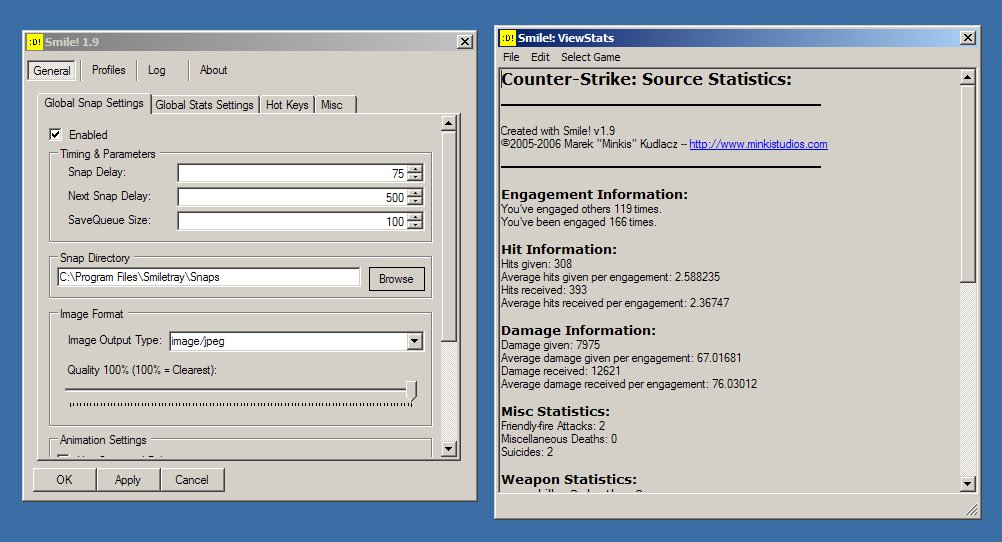 :D! Smile! 1.9
General Profiles Log About
Global Snap Settings Global Stats Settings Hot Keys Misc
Enabled
Timing & Parameters
Snap Delay: 75
Next Snap Delay: 500
SaveQueue Size: 100
Snap Directory
C:\Program Files\Smiletray\Snaps Browse
Image Format
Image Output Type: image/jpeg
Quality 100% (100% = Clearest):
Animation Settings
OK Apply Cancel
:D! Smile!: ViewStats
File Edit Select Game
Counter-Strike: Source Statistics:
Created with Smile! v1.9
©2005-2006 Marek "Minkis" Kudlacz -- http://www.minkistudios.com
Engagement Information:
You've engaged others 119 times.
You've been engaged 166 times.
Hit Information:
Hits given: 308
Average hits given per engagement: 2.588235
Hits received: 393
Average hits received per engagement: 2.36747
Damage Information:
Damage given: 7975
Average damage given per engagement: 67.01681
Damage received: 12621
Average damage received per engagement: 76.03012
Misc Statistics:
Friendly-fire Attacks: 2
Miscellaneous Deaths: 0
Suicides: 2
Weapon Statistics: